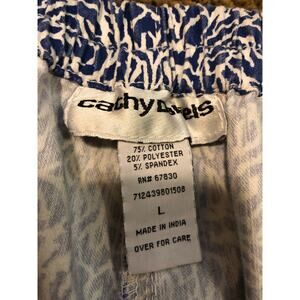 cathy daniels
75% COTTON
20% POLYESTER
5% SPANDEX
RN# 67830
712439801508
L
MADE IN INDIA
OVER FOR CARE